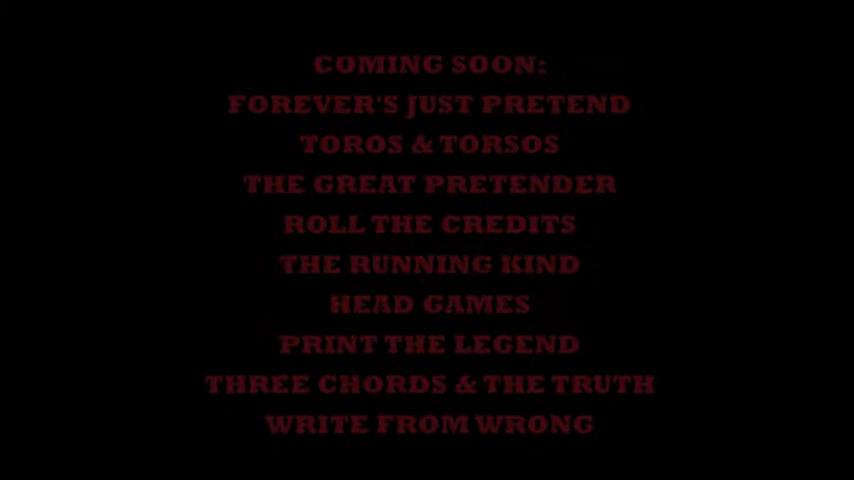 COMING SOON:
FOREVER'S JUST PRETEND
TOROS & TORSOS
THE GREAT PRETENDER
ROLL THE CREDITS
THE RUNNING KIND
HEAD GAMES
PRINT THE LEGEND
THREE CHORDS & THE TRUTH
WRITE FROM WRONG